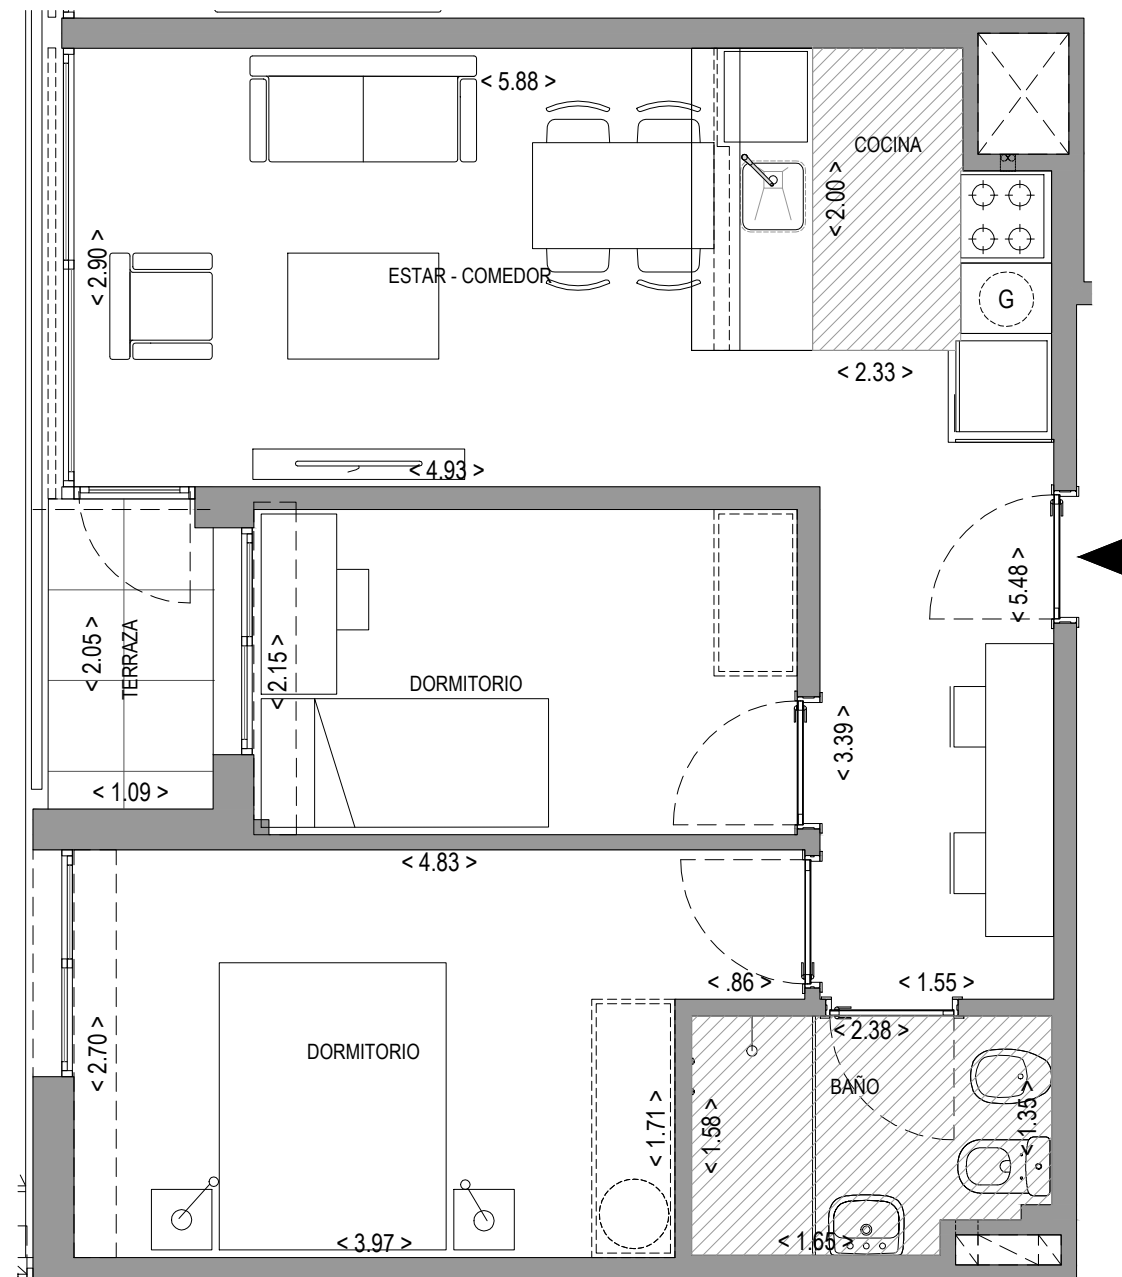 < 5.88 >
COCINA
< 2.00 >
< 2.90 >
ESTAR - COMEDOR
G
< 2.33 >
< 4.93 >
< 5.48 >
< 2.05 >
TERRAZA
< 2.15 >
DORMITORIO
< 3.39 >
< 1.09 >
< 4.83 >
< .86 >
< 1.55 >
< 2.38 >
< 2.70 >
DORMITORIO
BAÑO
< 1.71 >
< 1.58 >
< 1.35 >
< 3.97 >
< 1.65 >